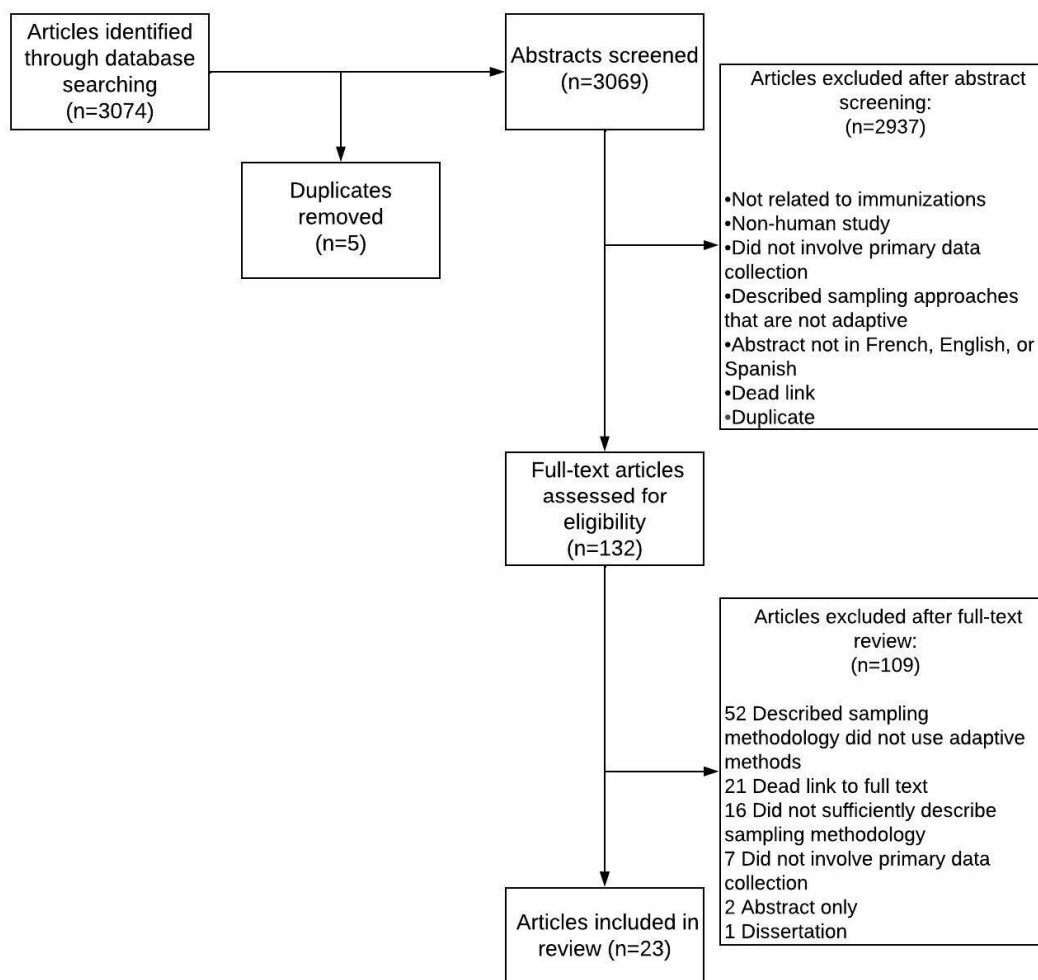 Articles identified
through database
searching
(n=3074)
Abstracts screened
(n=3069)
Duplicates
removed
(n=5)
Articles excluded after abstract
screening:
(n=2937)
•Not related to immunizations
•Non-human study
•Did not involve primary data
collection
•Described sampling approaches
that are not adaptive
•Abstract not in French, English, or
Spanish
•Dead link
•Duplicate
Full-text articles
assessed for
eligibility
(n=132)
Articles excluded after full-text
review:
(n=109)
52 Described sampling
methodology did not use adaptive
methods
21 Dead link to full text
16 Did not sufficiently describe
sampling methodology
7 Did not involve primary data
collection
2 Abstract only
1 Dissertation
Articles included in
review (n=23)